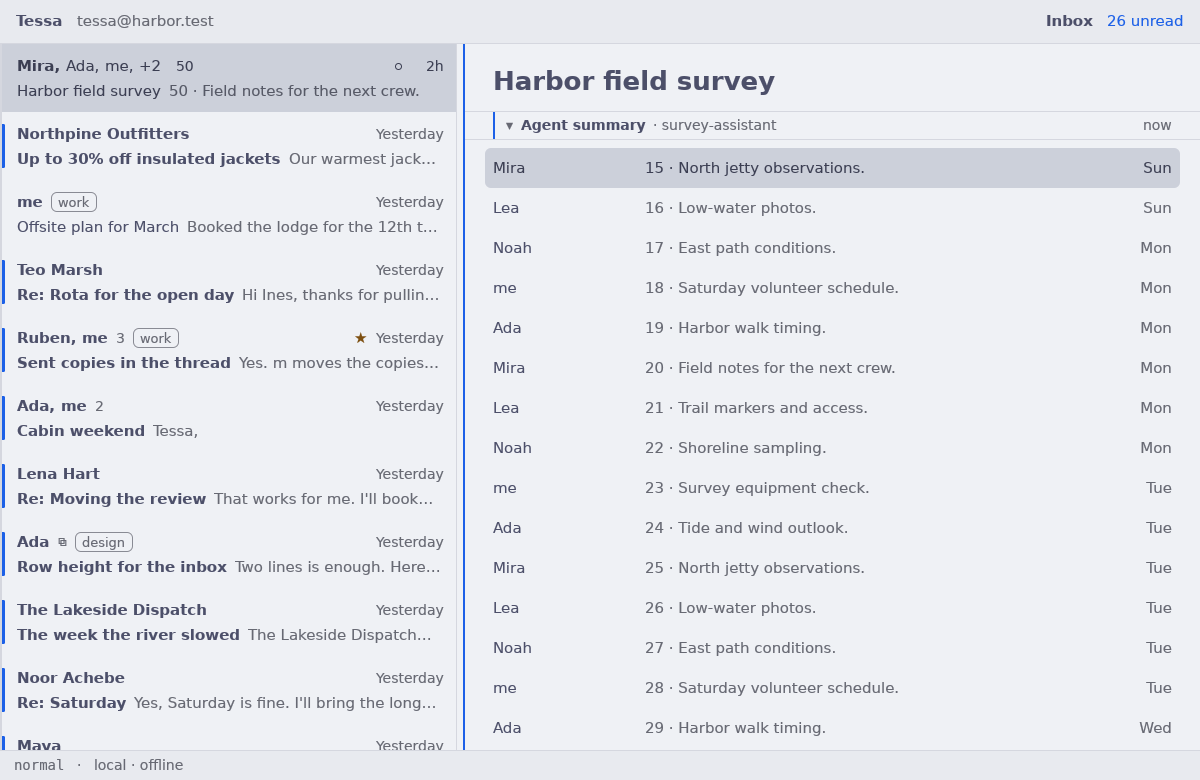 Tessa tessa@harbor.test Inbox 26 unread
Mira, Ada, me, +2 50 2h
Harbor field survey 50 · Field notes for the next crew.
Northpine Outfitters Yesterday
Up to 30% off insulated jackets Our warmest jack…
me work Yesterday
Offsite plan for March Booked the lodge for the 12th t…
Teo Marsh Yesterday
Re: Rota for the open day Hi Ines, thanks for pullin…
Ruben, me 3 work ★ Yesterday
Sent copies in the thread Yes. m moves the copies…
Ada, me 2 Yesterday
Cabin weekend Tessa,
Lena Hart Yesterday
Re: Moving the review That works for me. I'll book…
Ada design Yesterday
Row height for the inbox Two lines is enough. Here…
The Lakeside Dispatch Yesterday
The week the river slowed The Lakeside Dispatch…
Noor Achebe Yesterday
Re: Saturday Yes, Saturday is fine. I'll bring the long…
Maya Yesterday
Harbor field survey
▾ Agent summary · survey-assistant now
Mira 15 · North jetty observations. Sun
Lea 16 · Low-water photos. Sun
Noah 17 · East path conditions. Mon
me 18 · Saturday volunteer schedule. Mon
Ada 19 · Harbor walk timing. Mon
Mira 20 · Field notes for the next crew. Mon
Lea 21 · Trail markers and access. Mon
Noah 22 · Shoreline sampling. Mon
me 23 · Survey equipment check. Tue
Ada 24 · Tide and wind outlook. Tue
Mira 25 · North jetty observations. Tue
Lea 26 · Low-water photos. Tue
Noah 27 · East path conditions. Tue
me 28 · Saturday volunteer schedule. Tue
Ada 29 · Harbor walk timing. Wed
normal · local · offline